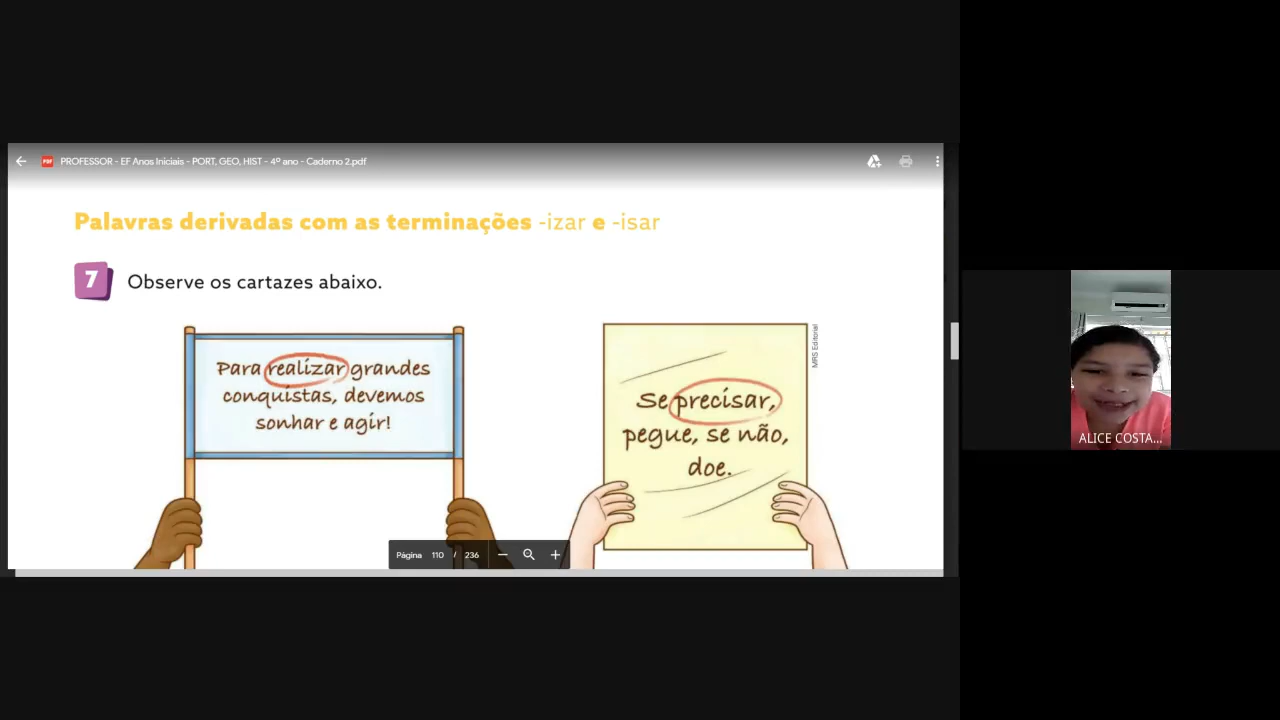 PROFESSOR - EF Anos Iniciais - PORT, GEO, HIST - 4º ano - Caderno 2.pdf
Palavras derivadas com as terminações -izar e -isar
7 Observe os cartazes abaixo.
Para realizar grandes
conquistas, devemos
sonhar e agir!
Se precisar,
pegue, se não,
doe.
MRS Editorial
Página 110 / 236
ALICE COSTA...